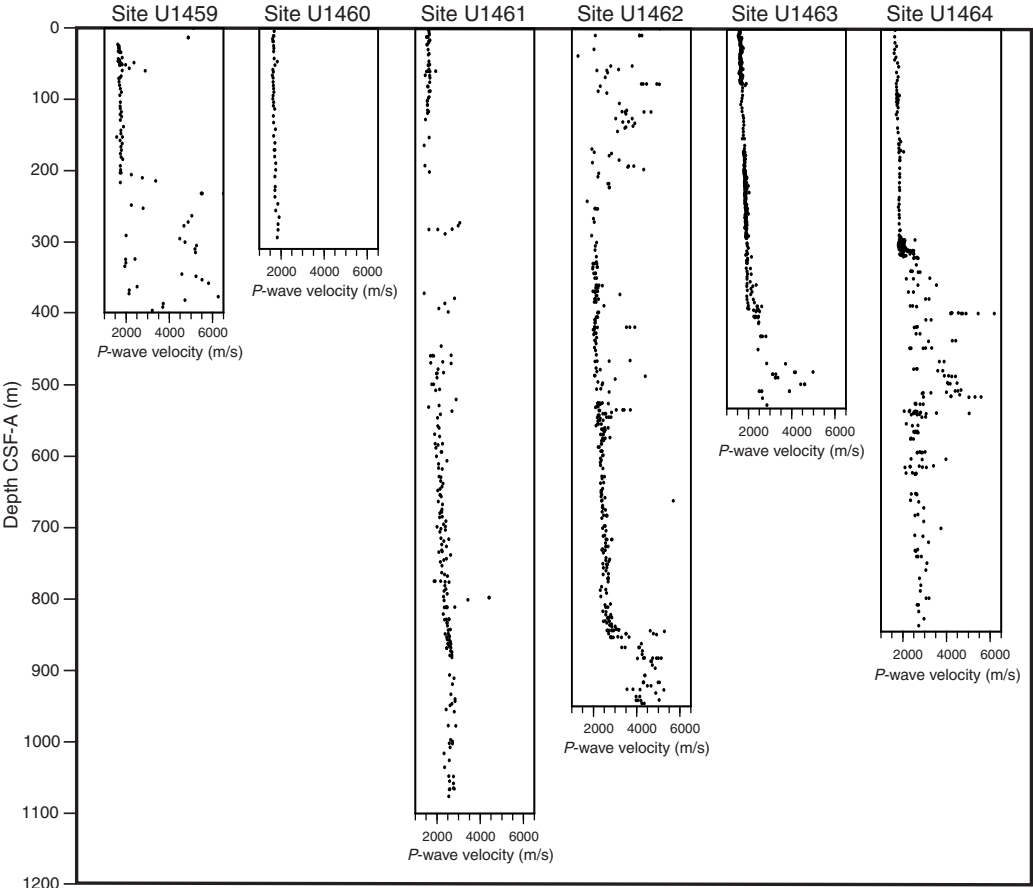 Site U1459 Site U1460 Site U1461 Site U1462 Site U1463 Site U1464
0
100
200
300
2000 4000 6000
P-wave velocity (m/s)
400
2000 4000 6000
P-wave velocity (m/s)
Depth CSF-A (m)
500
2000 4000 6000
P-wave velocity (m/s)
600
700
800
2000 4000 6000
P-wave velocity (m/s)
900
1000
2000 4000 6000
P-wave velocity (m/s)
1100
2000 4000 6000
P-wave velocity (m/s)
1200